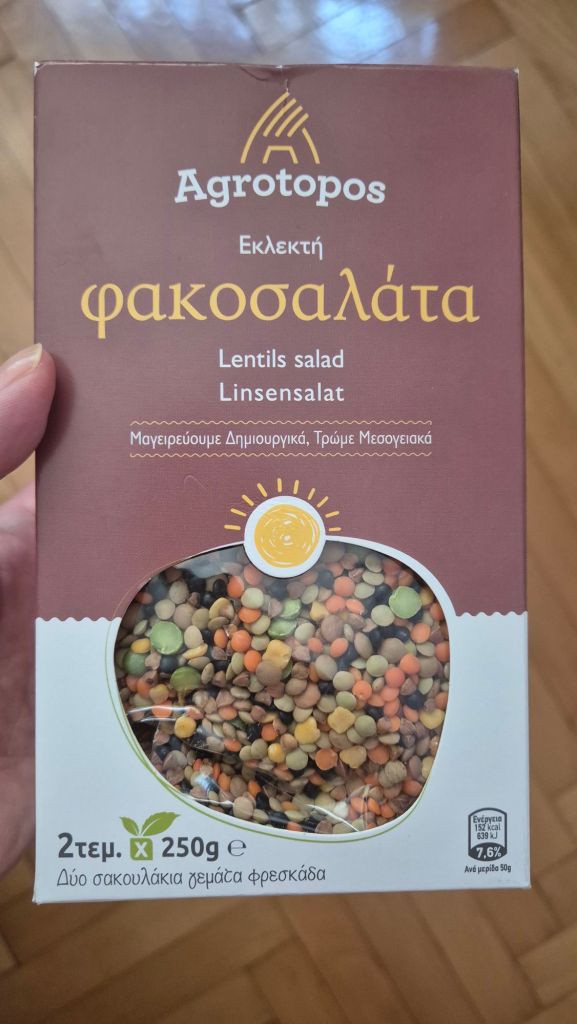 Agrotopos
Εκλεκτή
φακοσαλάτα
Lentils salad
Linsensalat
Μαγειρεύουμε Δημιουργικά, Τρώμε Μεσογειακά
2τεμ. x 250g e
Δύο σακουλάκια γεμάτα φρεσκάδα
Ενέργεια
152 kcal
639 kJ
7,6%
Ανά μερίδα 50g